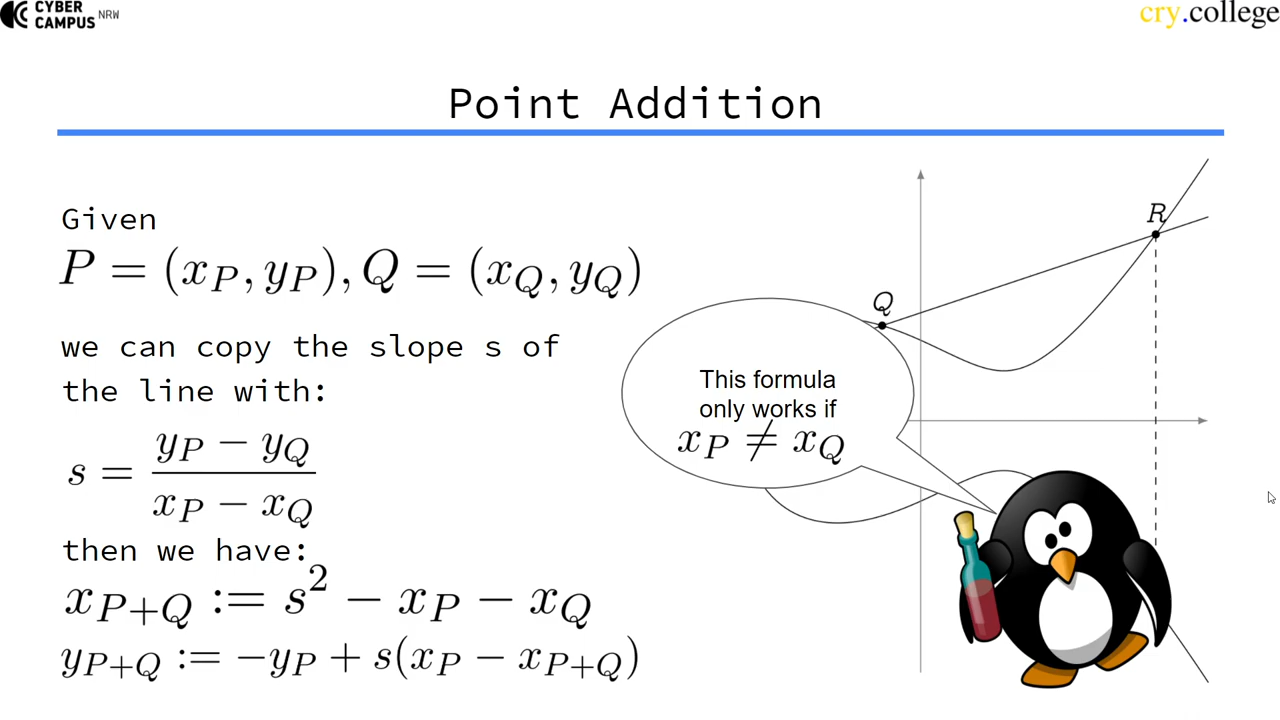 CYBER
CAMPUS NRW
cry.college
Point Addition
Given
P = (x_P, y_P), Q = (x_Q, y_Q)
we can copy the slope s of
the line with:
s = \frac{y_P − y_Q}{x_P − x_Q}
then we have:
x_{P+Q} := s^2 − x_P − x_Q
y_{P+Q} := −y_P + s(x_P − x_{P+Q})
R
Q
This formula
only works if
x_P ≠ x_Q